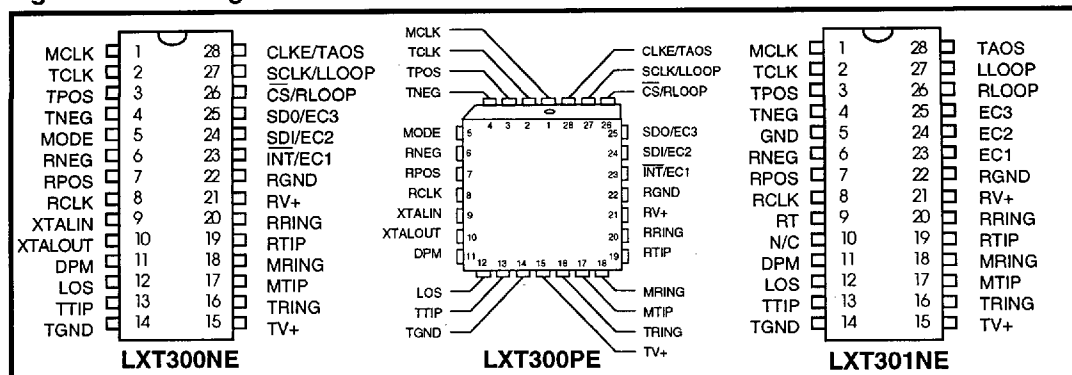 MCLK 1 28 CLKE/TAOS
TCLK 2 27 SCLK/LLOOP
TPOS 3 26 CS/RLOOP
TNEG 4 25 SD0/EC3
MODE 5 24 SDI/EC2
RNEG 6 23 INT/EC1
RPOS 7 22 RGND
RCLK 8 21 RV+
XTALIN 9 20 RRING
XTALOUT 10 19 RTIP
DPM 11 18 MRING
LOS 12 17 MTIP
TTIP 13 16 TRING
TGND 14 15 TV+
LXT300NE
MCLK
TCLK CLKE/TAOS
TPOS SCLK/LLOOP
TNEG CS/RLOOP
4 3 2 1 28 27 26
MODE 5 25 SDO/EC3
RNEG 6 24 SDI/EC2
RPOS 7 23 INT/EC1
RCLK 8 22 RGND
XTALIN 9 21 RV+
XTALOUT 10 20 RRING
DPM 11 19 RTIP
12 13 14 15 16 17 18
LOS MRING
TTIP MTIP
TGND TRING
TV+
LXT300PE
MCLK 1 28 TAOS
TCLK 2 27 LLOOP
TPOS 3 26 RLOOP
TNEG 4 25 EC3
GND 5 24 EC2
RNEG 6 23 EC1
RPOS 7 22 RGND
RCLK 8 21 RV+
RT 9 20 RRING
N/C 10 19 RTIP
DPM 11 18 MRING
LOS 12 17 MTIP
TTIP 13 16 TRING
TGND 14 15 TV+
LXT301NE